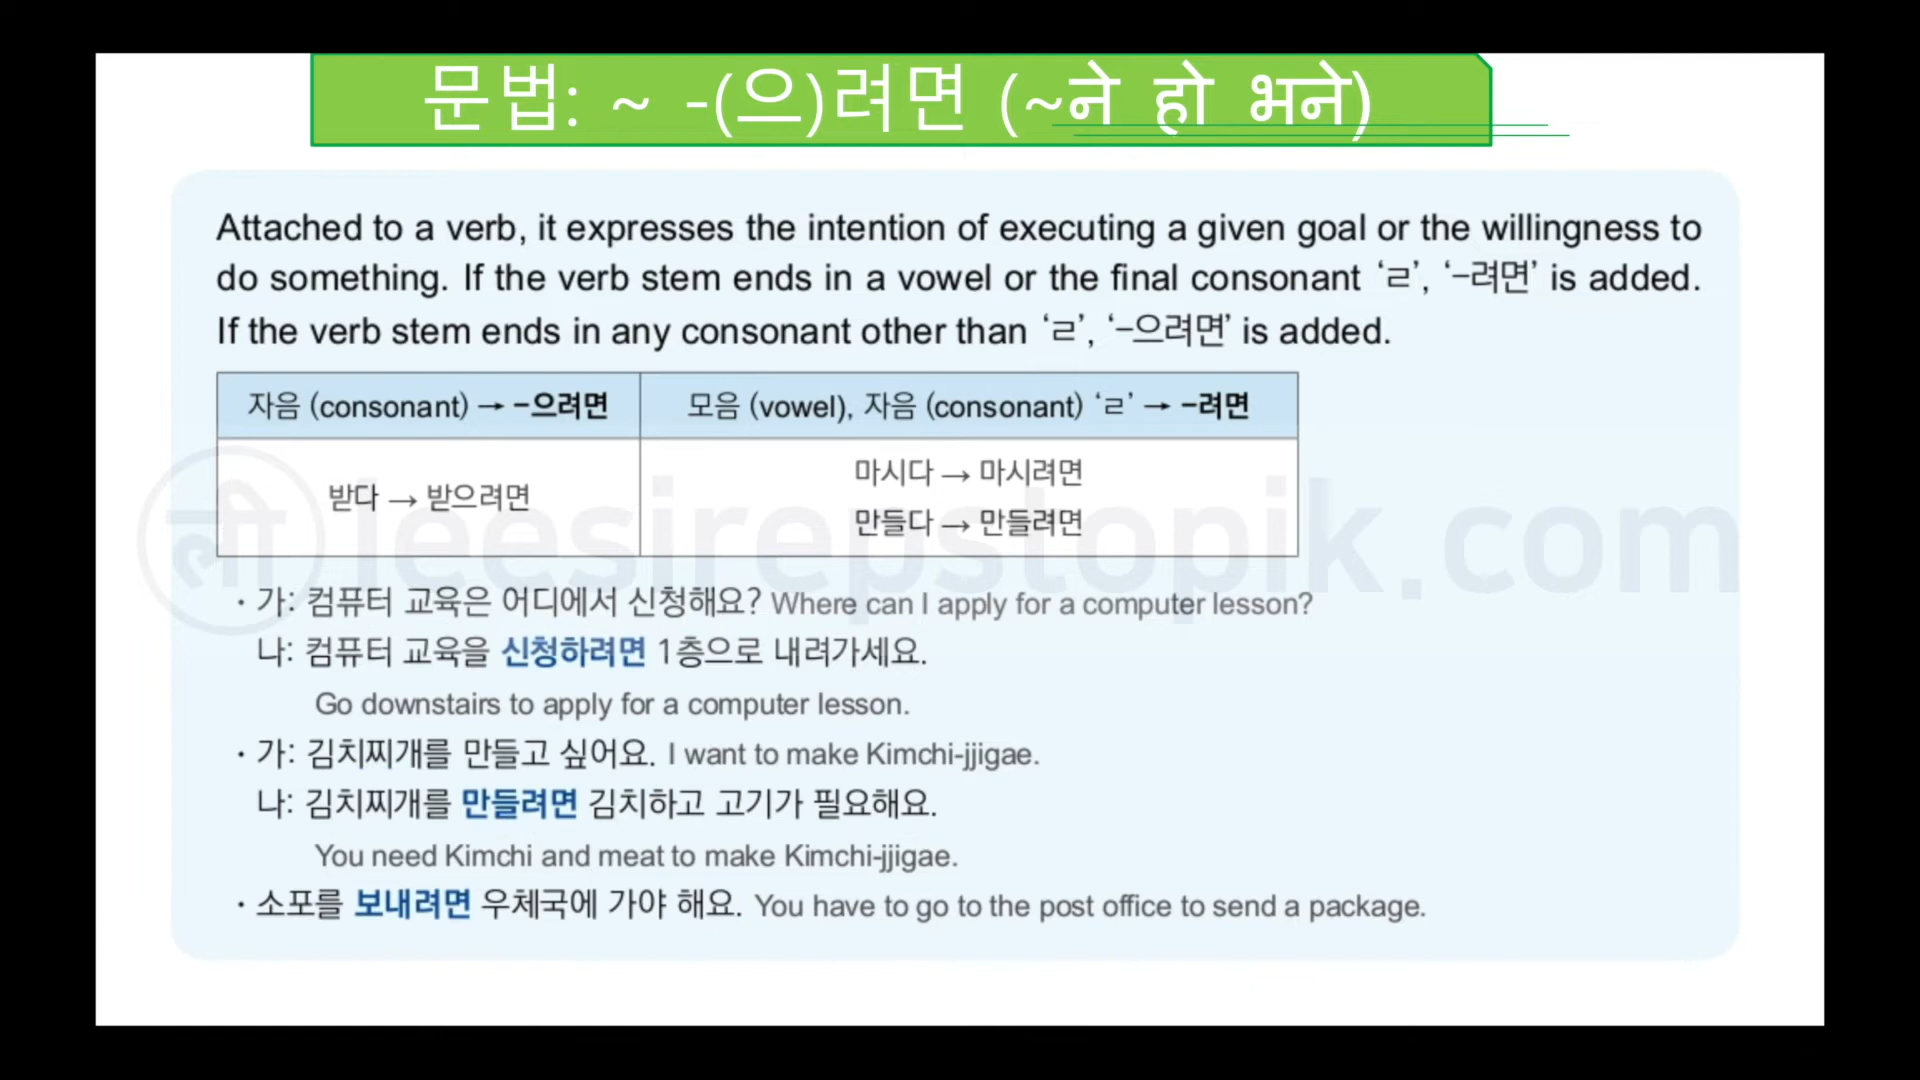 문법: ~ -(으)려면 (~ने हो भने)
Attached to a verb, it expresses the intention of executing a given goal or the willingness to
do something. If the verb stem ends in a vowel or the final consonant ‘ㄹ’, ‘-려면’ is added.
If the verb stem ends in any consonant other than ‘ㄹ’, ‘-으려면’ is added.
자음 (consonant) → -으려면
모음 (vowel), 자음 (consonant) ‘ㄹ’ → -려면
받다 → 받으려면
마시다 → 마시려면
만들다 → 만들려면
ली leesirepstopik.com
· 가: 컴퓨터 교육은 어디에서 신청해요? Where can I apply for a computer lesson?
나: 컴퓨터 교육을 신청하려면 1층으로 내려가세요.
Go downstairs to apply for a computer lesson.
· 가: 김치찌개를 만들고 싶어요. I want to make Kimchi-jjigae.
나: 김치찌개를 만들려면 김치하고 고기가 필요해요.
You need Kimchi and meat to make Kimchi-jjigae.
· 소포를 보내려면 우체국에 가야 해요. You have to go to the post office to send a package.